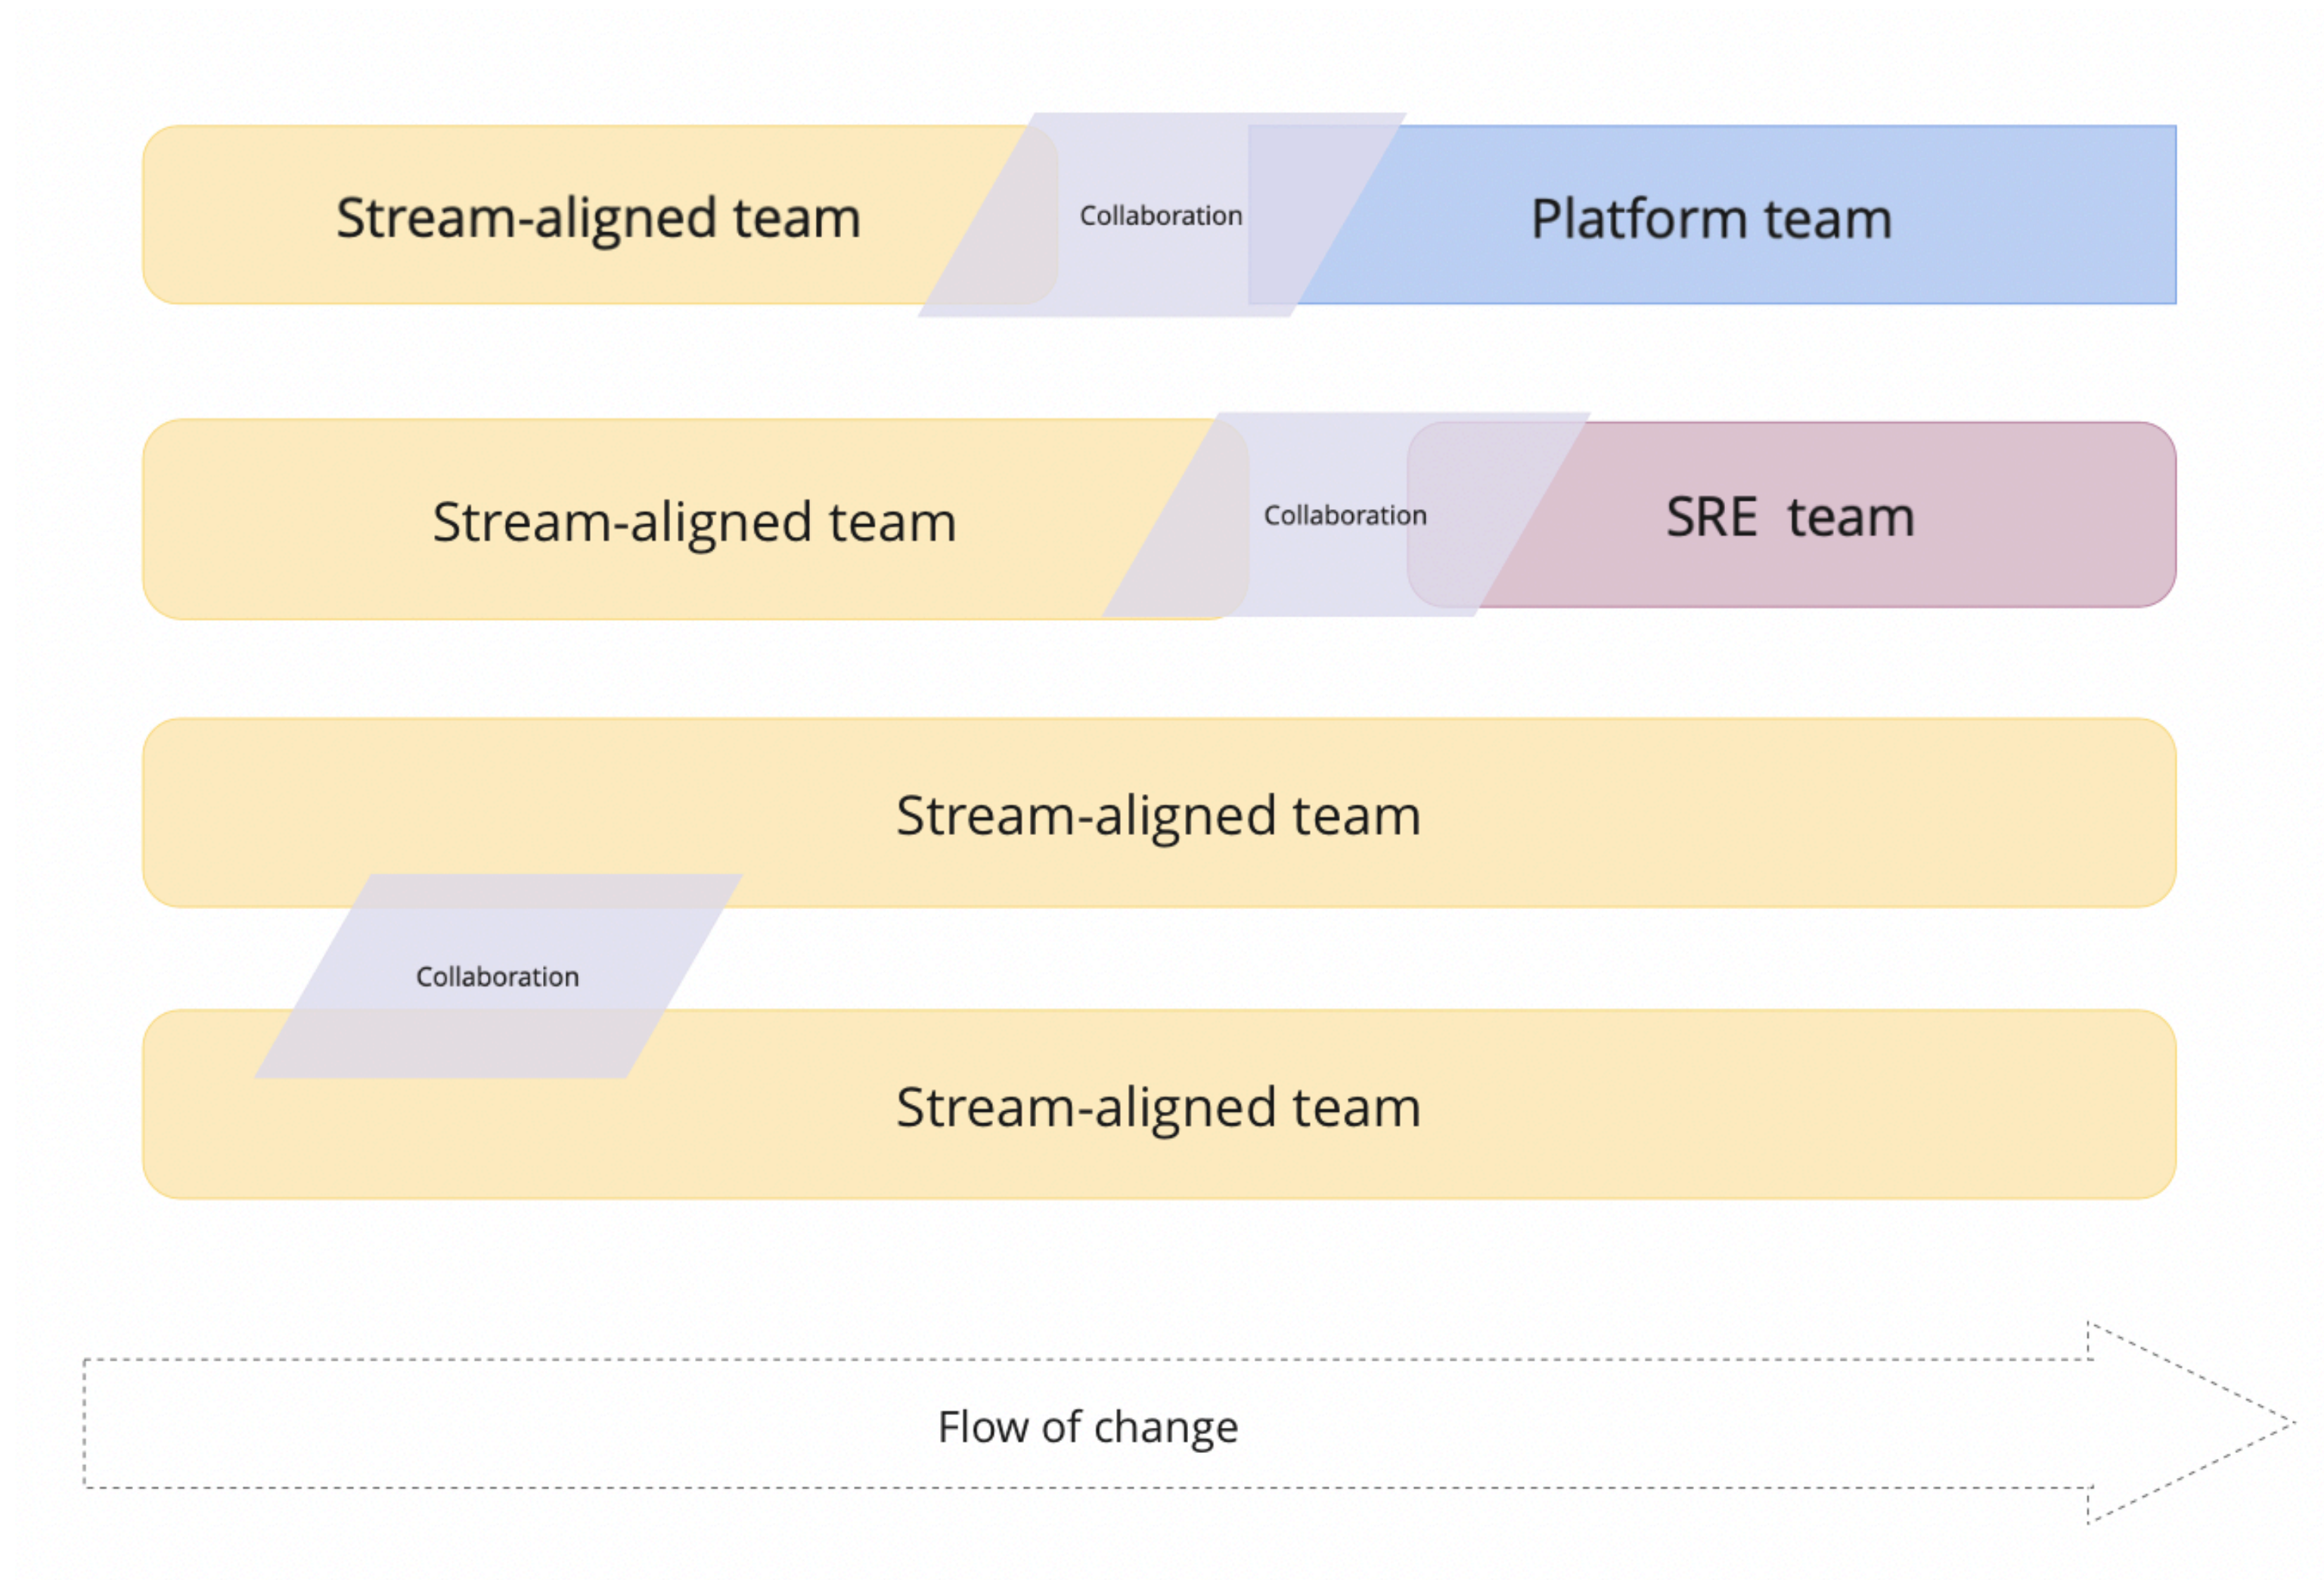 Stream-aligned team
Collaboration
Platform team
Stream-aligned team
Collaboration
SRE  team
Stream-aligned team
Collaboration
Stream-aligned team
Flow of change